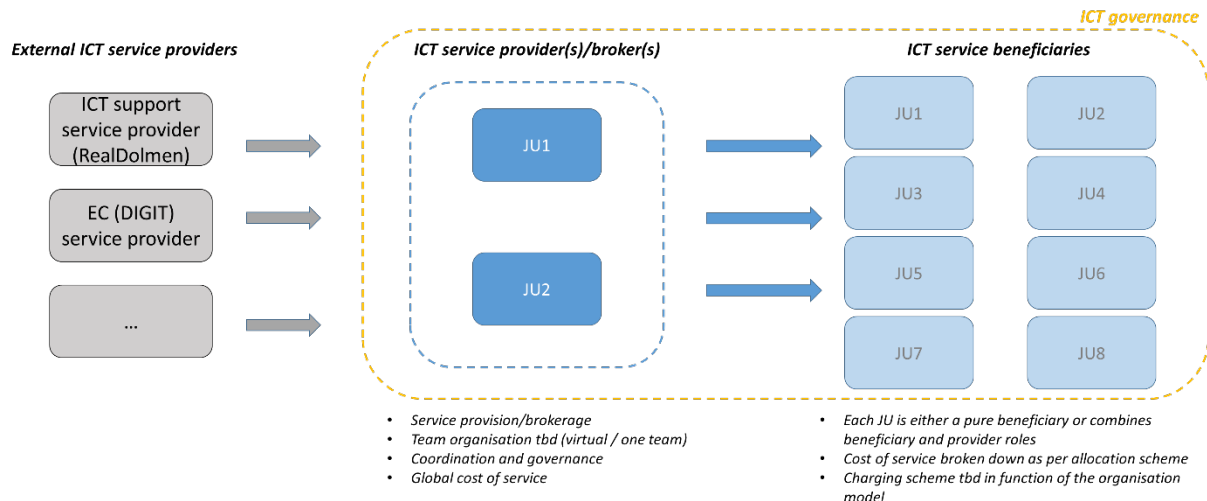 ICT governance
External ICT service providers
ICT service provider(s)/broker(s)
ICT service beneficiaries
ICT support
service provider
(RealDolmen)
EC (DIGIT)
service provider
...
JU1
JU2
JU1
JU2
JU3
JU4
JU5
JU6
JU7
JU8
• Service provision/brokerage
• Team organisation tbd (virtual / one team)
• Coordination and governance
• Global cost of service
• Each JU is either a pure beneficiary or combines
beneficiary and provider roles
• Cost of service broken down as per allocation scheme
• Charging scheme tbd in function of the organisation
model